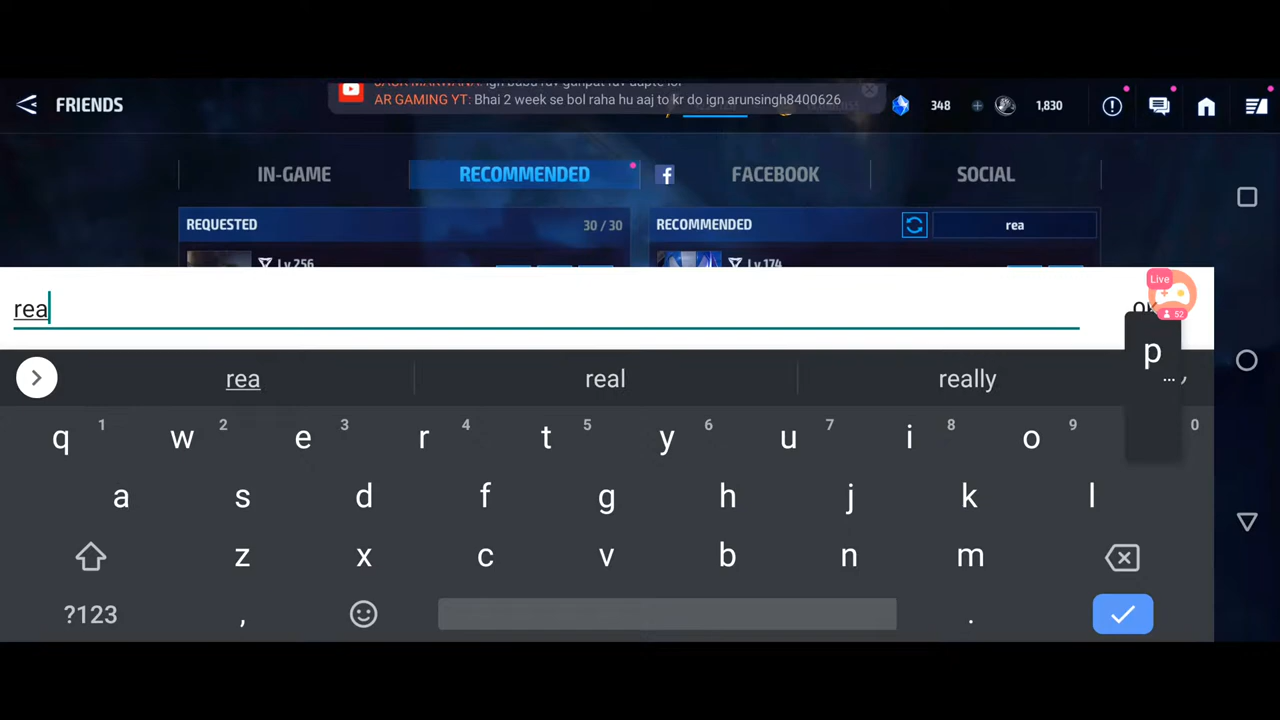 AR GAMING YT: Bhai 2 week se bol raha hu aaj to kr do ign arunsingh8400626
FRIENDS
348
1,830
IN-GAME
RECOMMENDED
FACEBOOK
SOCIAL
REQUESTED
30 / 30
RECOMMENDED
rea
Lv.256
Lv.174
Live
52
rea
p
...
rea
real
really
q 1 w 2 e 3 r 4 t 5 y 6 u 7 i 8 o 9 0
a s d f g h j k l
z x c v b n m
?123 , .